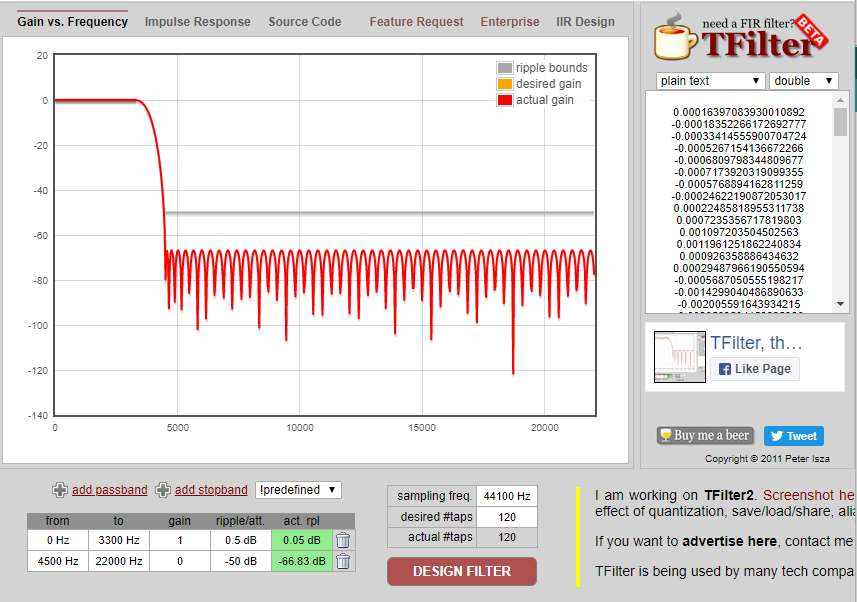 Gain vs. Frequency Impulse Response Source Code Feature Request Enterprise IIR Design
20
0
-20
-40
-60
-80
-100
-120
-140
0 5000 10000 15000 20000
ripple bounds
desired gain
actual gain
need a FIR filter?
TFilter
BETA
plain text double
0.00016397083930010892
-0.00018352266172692777
-0.00033414555900704724
-0.0005267154136672266
-0.0006809798344809677
-0.0007173920319099355
-0.0005768894162811259
-0.00024622190872053017
0.00022485818955311738
0.0007235356717819803
0.001097203504502563
0.0011961251862240834
0.000926358886434632
0.00029487966190550594
-0.0005687050555198217
-0.0014299040486890633
-0.002005591643934215
TFilter, th…
Like Page
Buy me a beer Tweet
Copyright © 2011 Peter Isza
add passband add stopband !predefined
from to gain ripple/att. act. rpl
0 Hz 3300 Hz 1 0.5 dB 0.05 dB
4500 Hz 22000 Hz 0 -50 dB -66.83 dB
sampling freq. 44100 Hz
desired #taps 120
actual #taps 120
DESIGN FILTER
I am working on TFilter2. Screenshot he
effect of quantization, save/load/share, alia
If you want to advertise here, contact me
TFilter is being used by many tech compa